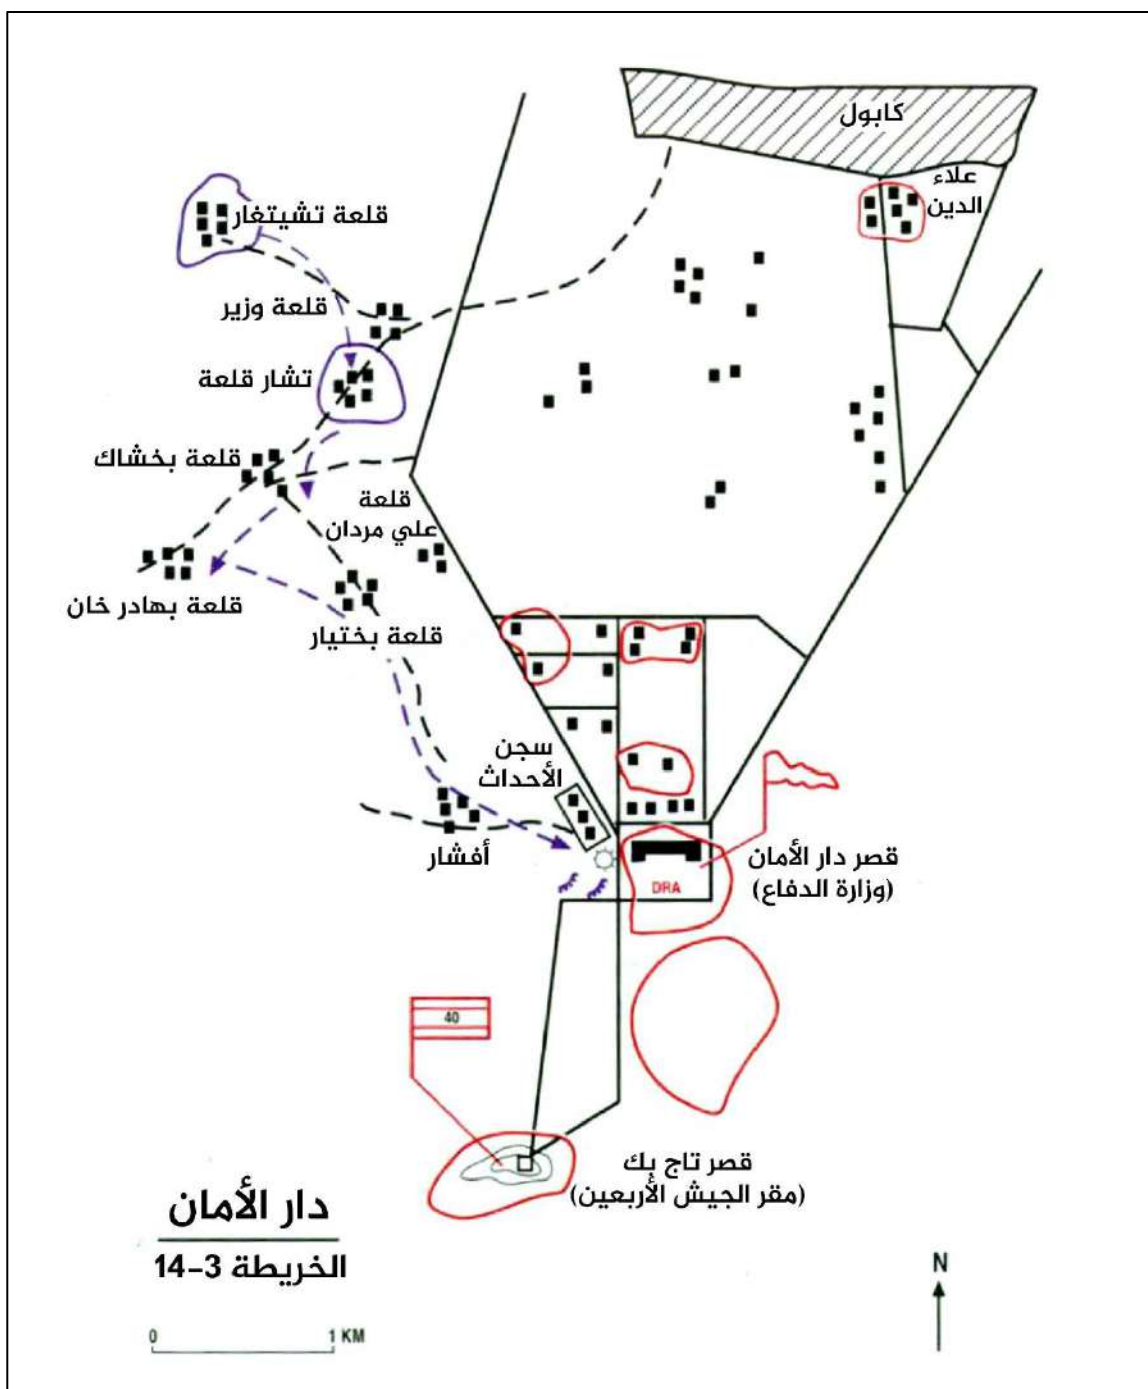 كابول
علاء
الدين
قلعة تشيتغار
قلعة وزير
تشار قلعة
قلعة بخشاك
قلعة
علي مردان
قلعة بهادر خان
قلعة بختيار
سجن
الأحداث
أفشار
قصر دار الأمان
(وزارة الدفاع)
DRA
40
قصر تاج بك
(مقر الجيش الأربعين)
دار الأمان
الخريطة 3-14
N
0 1 KM